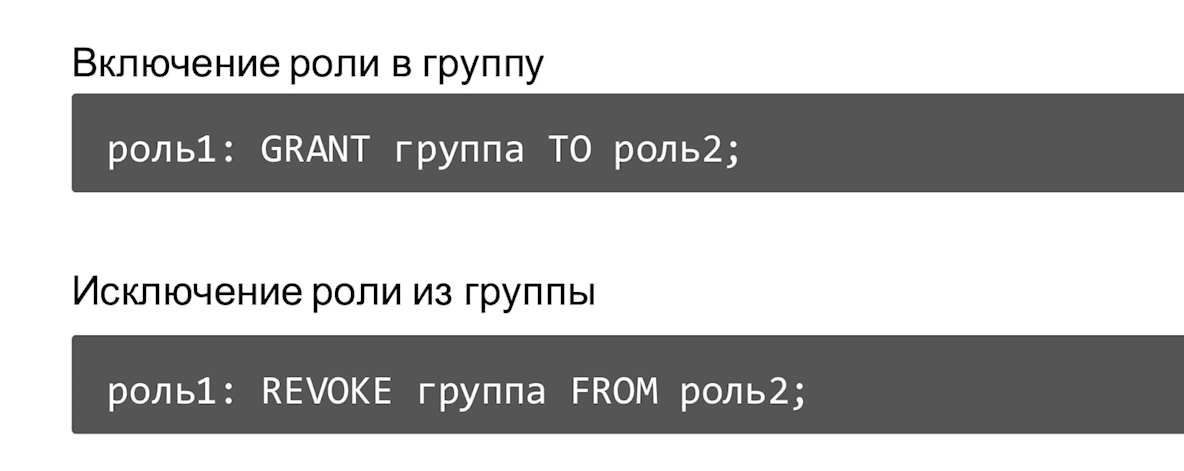 Включение роли в группу
роль1: GRANT группа TO роль2;
Исключение роли из группы
роль1: REVOKE группа FROM роль2;